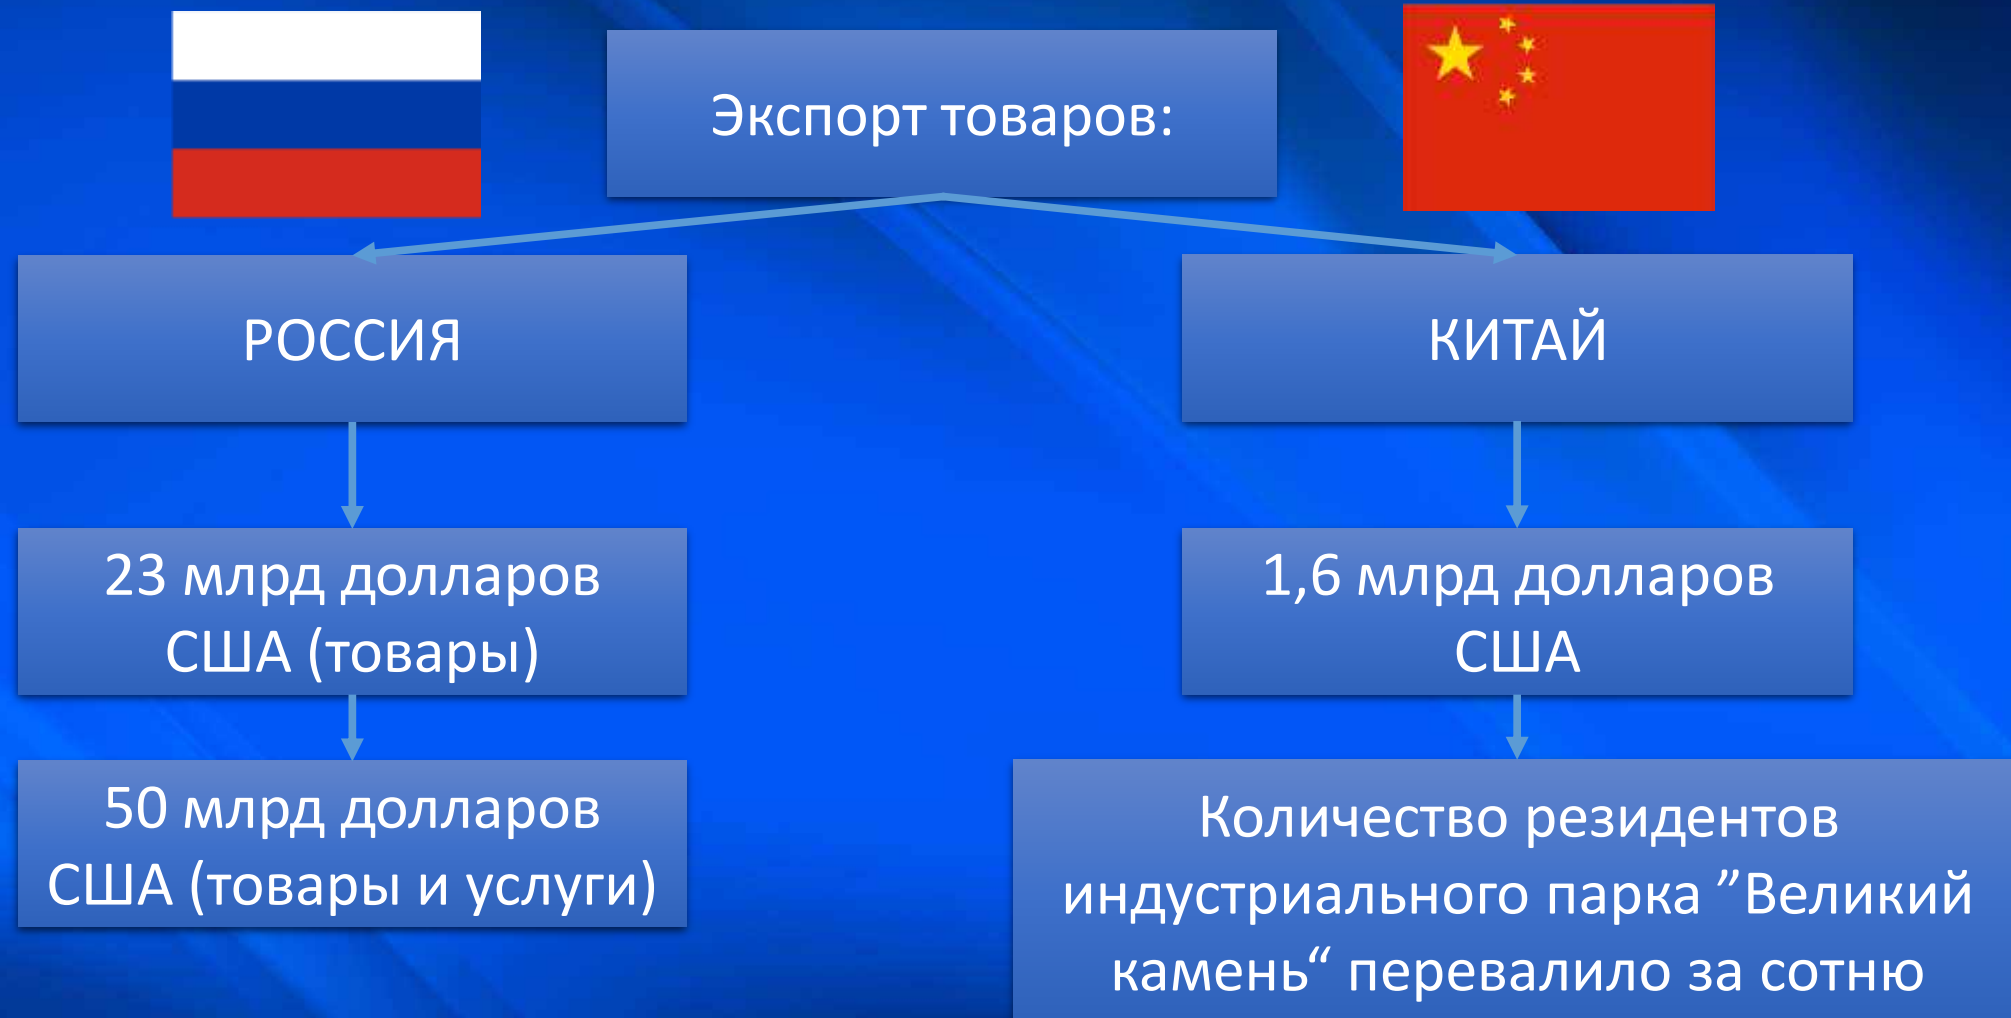 Экспорт товаров:
РОССИЯ
КИТАЙ
23 млрд долларов
США (товары)
1,6 млрд долларов
США
50 млрд долларов
США (товары и услуги)
Количество резидентов
индустриального парка ”Великий
камень“ перевалило за сотню